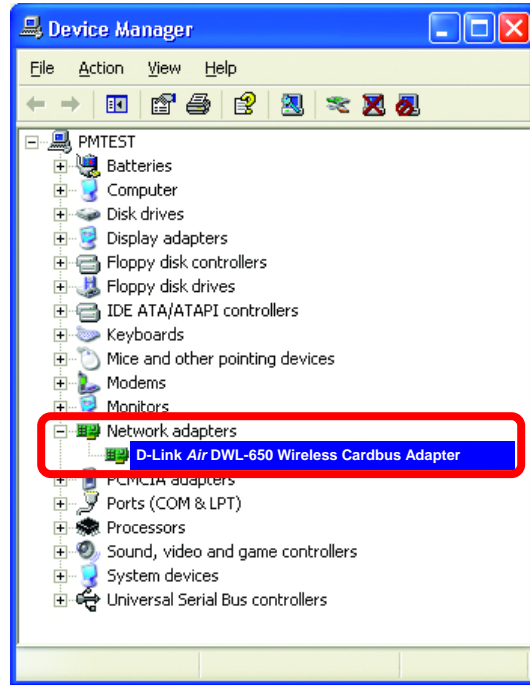 Device Manager
File Action View Help
PMTEST
Batteries
Computer
Disk drives
Display adapters
Floppy disk controllers
Floppy disk drives
IDE ATA/ATAPI controllers
Keyboards
Mice and other pointing devices
Modems
Monitors
Network adapters
D-Link Air DWL-650 Wireless Cardbus Adapter
PCMCIA adapters
Ports (COM & LPT)
Processors
Sound, video and game controllers
System devices
Universal Serial Bus controllers